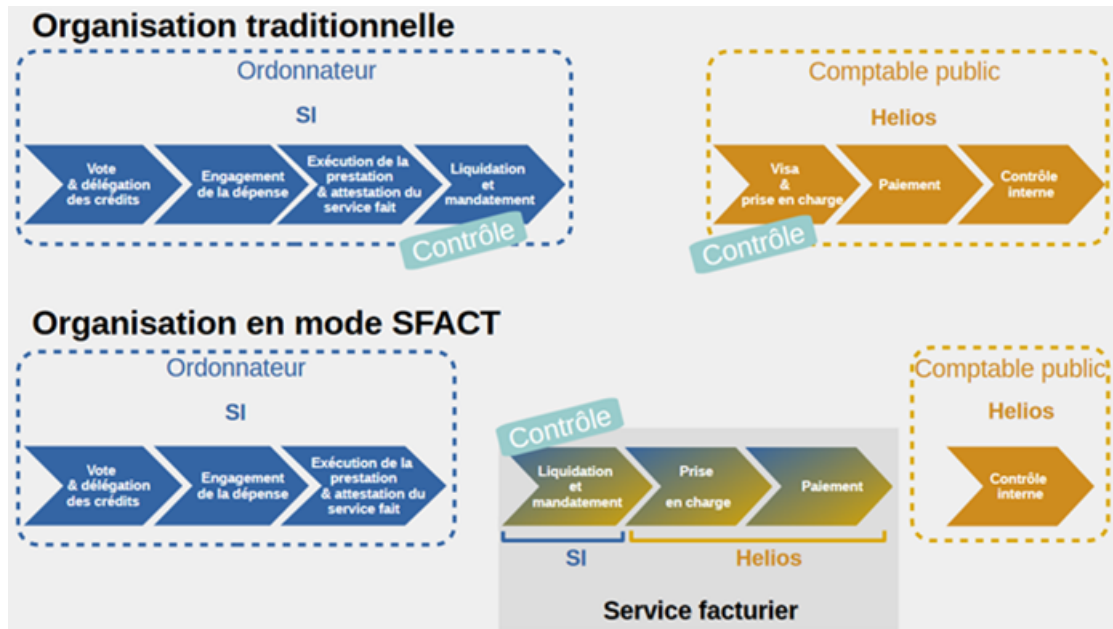 Organisation traditionnelle
Ordonnateur
SI
Vote
& délégation
des crédits
Engagement
de la dépense
Exécution de la
prestation
& attestation du
service fait
Liquidation
et
mandatement
Contrôle
Comptable public
Helios
Visa
&
prise en charge
Paiement
Contrôle
interne
Contrôle
Organisation en mode SFACT
Ordonnateur
SI
Vote
& délégation
des crédits
Engagement
de la dépense
Exécution de la
prestation
& attestation du
service fait
Contrôle
Liquidation
et
mandatement
Prise
en charge
Paiement
SI
Helios
Service facturier
Comptable public
Helios
Contrôle
interne